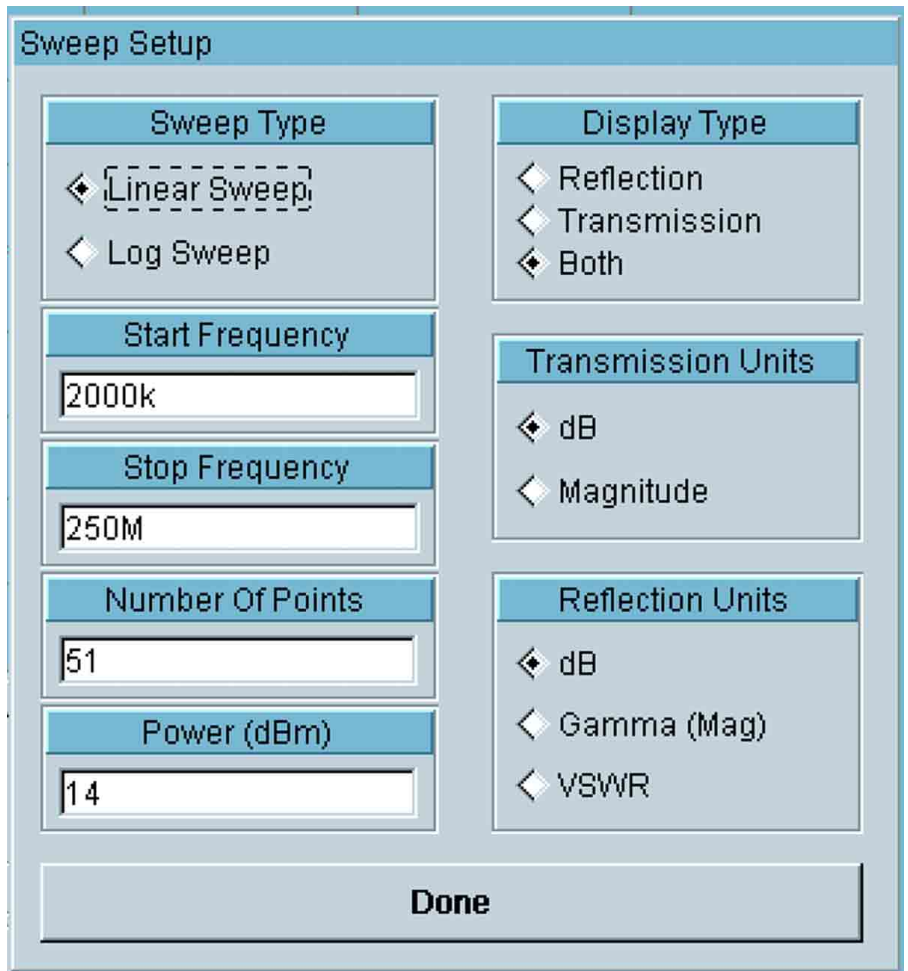 Sweep Setup
Sweep Type
Linear Sweep
Log Sweep
Start Frequency
2000k
Stop Frequency
250M
Number Of Points
51
Power (dBm)
14
Display Type
Reflection
Transmission
Both
Transmission Units
dB
Magnitude
Reflection Units
dB
Gamma (Mag)
VSWR
Done